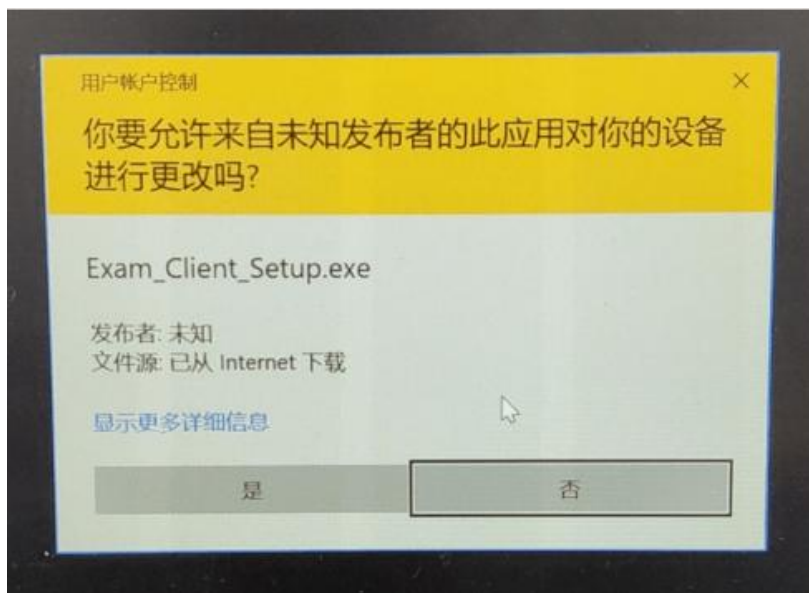 用户帐户控制
你要允许来自未知发布者的此应用对你的设备
进行更改吗?
Exam_Client_Setup.exe
发布者: 未知
文件源: 已从 Internet 下载
显示更多详细信息
是
否